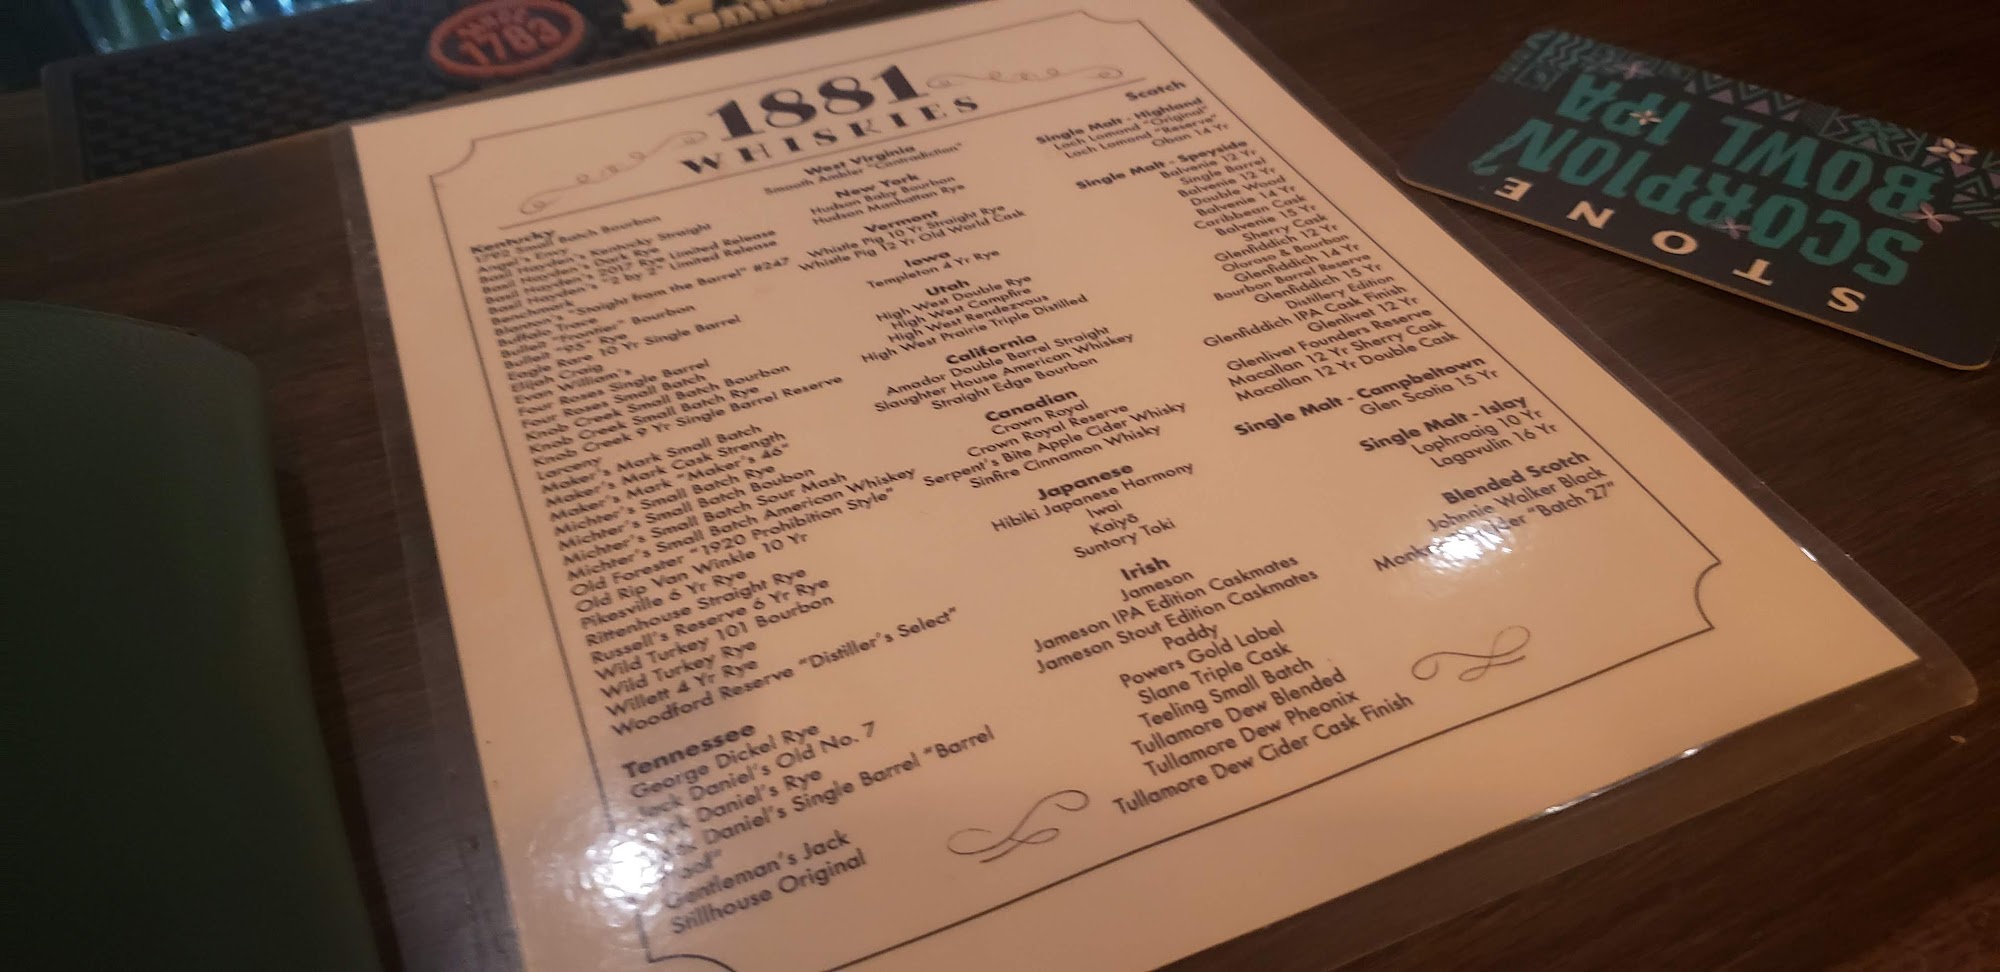 1783
1881
WHISKIES
Kentucky
1792 Small Batch Bourbon
Angel's Envy
Basil Hayden's Kentucky Straight
Basil Hayden's Dark Rye
Basil Hayden's 2017 Rye Limited Release
Basil Hayden's "2 by 2" Limited Release
Benchmark
Blanton's "Straight from the Barrel" #247
Buffalo Trace
Bulleit "Frontier" Bourbon
Bulleit "95" Rye
Eagle Rare 10 Yr Single Barrel
Elijah Craig
Evan William's
Four Roses Single Barrel
Four Roses Small Batch
Knob Creek Small Batch Bourbon
Knob Creek Small Batch Rye
Knob Creek 9 Yr Single Barrel Reserve
Larceny
Maker's Mark Small Batch
Maker's Mark Cask Strength
Maker's Mark "Maker's 46"
Michter's Small Batch Rye
Michter's Small Batch Boubon
Michter's Small Batch Sour Mash
Michter's Small Batch American Whiskey
Old Forester "1920 Prohibition Style"
Old Rip Van Winkle 10 Yr
Pikesville 6 Yr Rye
Rittenhouse Straight Rye
Russell's Reserve 6 Yr Rye
Wild Turkey 101 Bourbon
Wild Turkey Rye
Willett 4 Yr Rye
Woodford Reserve "Distiller's Select"
Tennessee
George Dickel Rye
Jack Daniel's Old No. 7
Daniel's Rye
Daniel's Single Barrel "Barrel
Gentleman's Jack
Stillhouse Original
West Virginia
Smooth Ambler "Contradiction"
New York
Hudson Baby Bourbon
Hudson Manhattan Rye
Vermont
Whistle Pig 10 Yr Straight Rye
Whistle Pig 12 Yr Old World Cask
Iowa
Templeton 4 Yr Rye
Utah
High West Double Rye
High West Campfire
High West Rendezvous
High West Prairie Triple Distilled
California
Amador Double Barrel Straight
Slaughter House American Whiskey
Straight Edge Bourbon
Canadian
Crown Royal
Crown Royal Reserve
Serpent's Bite Apple Cider Whisky
Sinfire Cinnamon Whisky
Japanese
Hibiki Japanese Harmony
Iwai
Kaiyō
Suntory Toki
Irish
Jameson
Jameson IPA Edition Caskmates
Jameson Stout Edition Caskmates
Paddy
Powers Gold Label
Slane Triple Cask
Teeling Small Batch
Tullamore Dew Blended
Tullamore Dew Pheonix
Tullamore Dew Cider Cask Finish
Scotch
Single Malt - Highland
Loch Lomond "Original"
Loch Lomond "Reserve"
Oban 14 Yr
Single Malt - Speyside
Balvenie 12 Yr
Single Barrel
Balvenie 12 Yr
Double Wood
Balvenie 14 Yr
Caribbean Cask
Balvenie 15 Yr
Sherry Cask
Glenfiddich 12 Yr
Oloroso & Bourbon
Glenfiddich 14 Yr
Bourbon Barrel Reserve
Glenfiddich 15 Yr
Distillery Edition
Glenfiddich IPA Cask Finish
Glenlivet 12 Yr
Glenlivet Founders Reserve
Macallan 12 Yr Sherry Cask
Macallan 12 Yr Double Cask
Single Malt - Campbeltown
Glen Scotia 15 Yr
Single Malt - Islay
Lophroaig 10 Yr
Lagavulin 16 Yr
Blended Scotch
Johnnie Walker Black
"Batch 27"
STONE
SCORPION
BOWL IPA